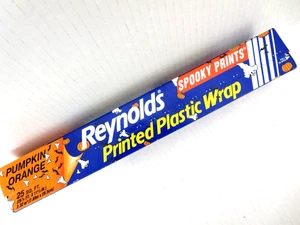 SPOOKY PRINTS
Reynolds
Printed Plastic Wrap
PUMPKIN
ORANGE
25 SQ. FT.